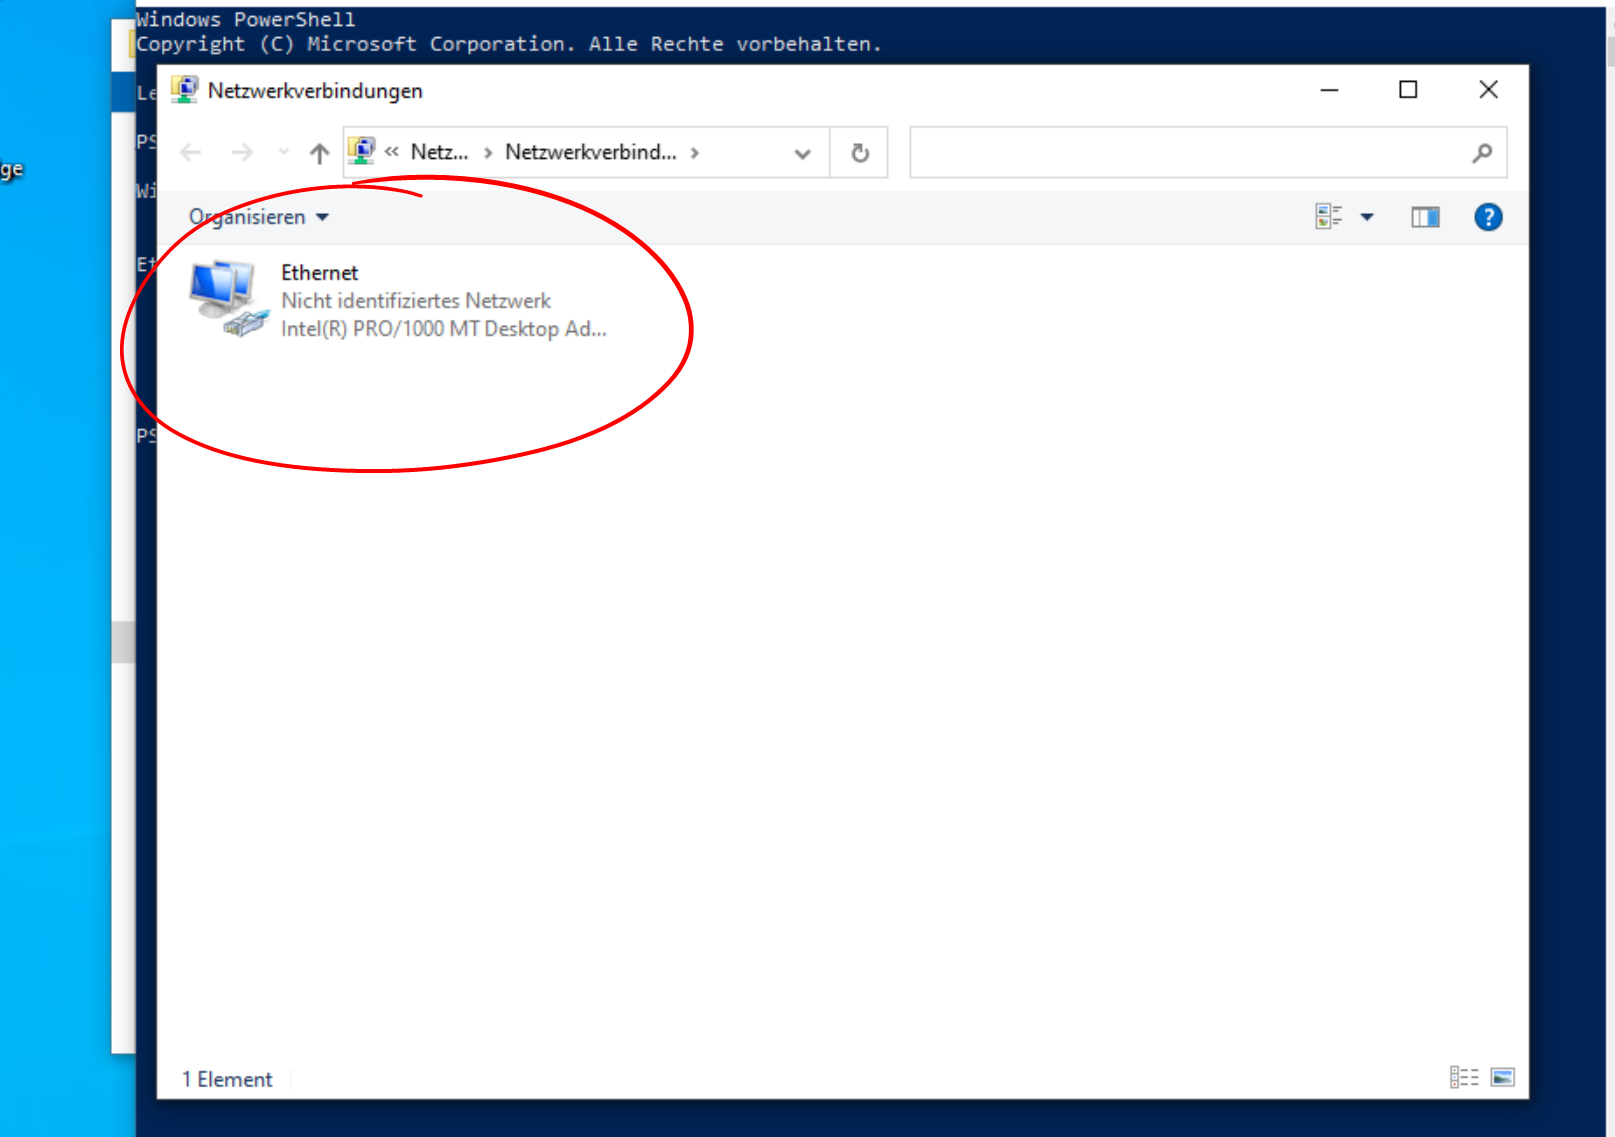 Windows PowerShell
Copyright (C) Microsoft Corporation. Alle Rechte vorbehalten.
Netzwerkverbindungen
Le
PS
« Netz... › Netzwerkverbind... ›
ge
Wi
Organisieren
Et
Ethernet
Nicht identifiziertes Netzwerk
Intel(R) PRO/1000 MT Desktop Ad...
PS
1 Element